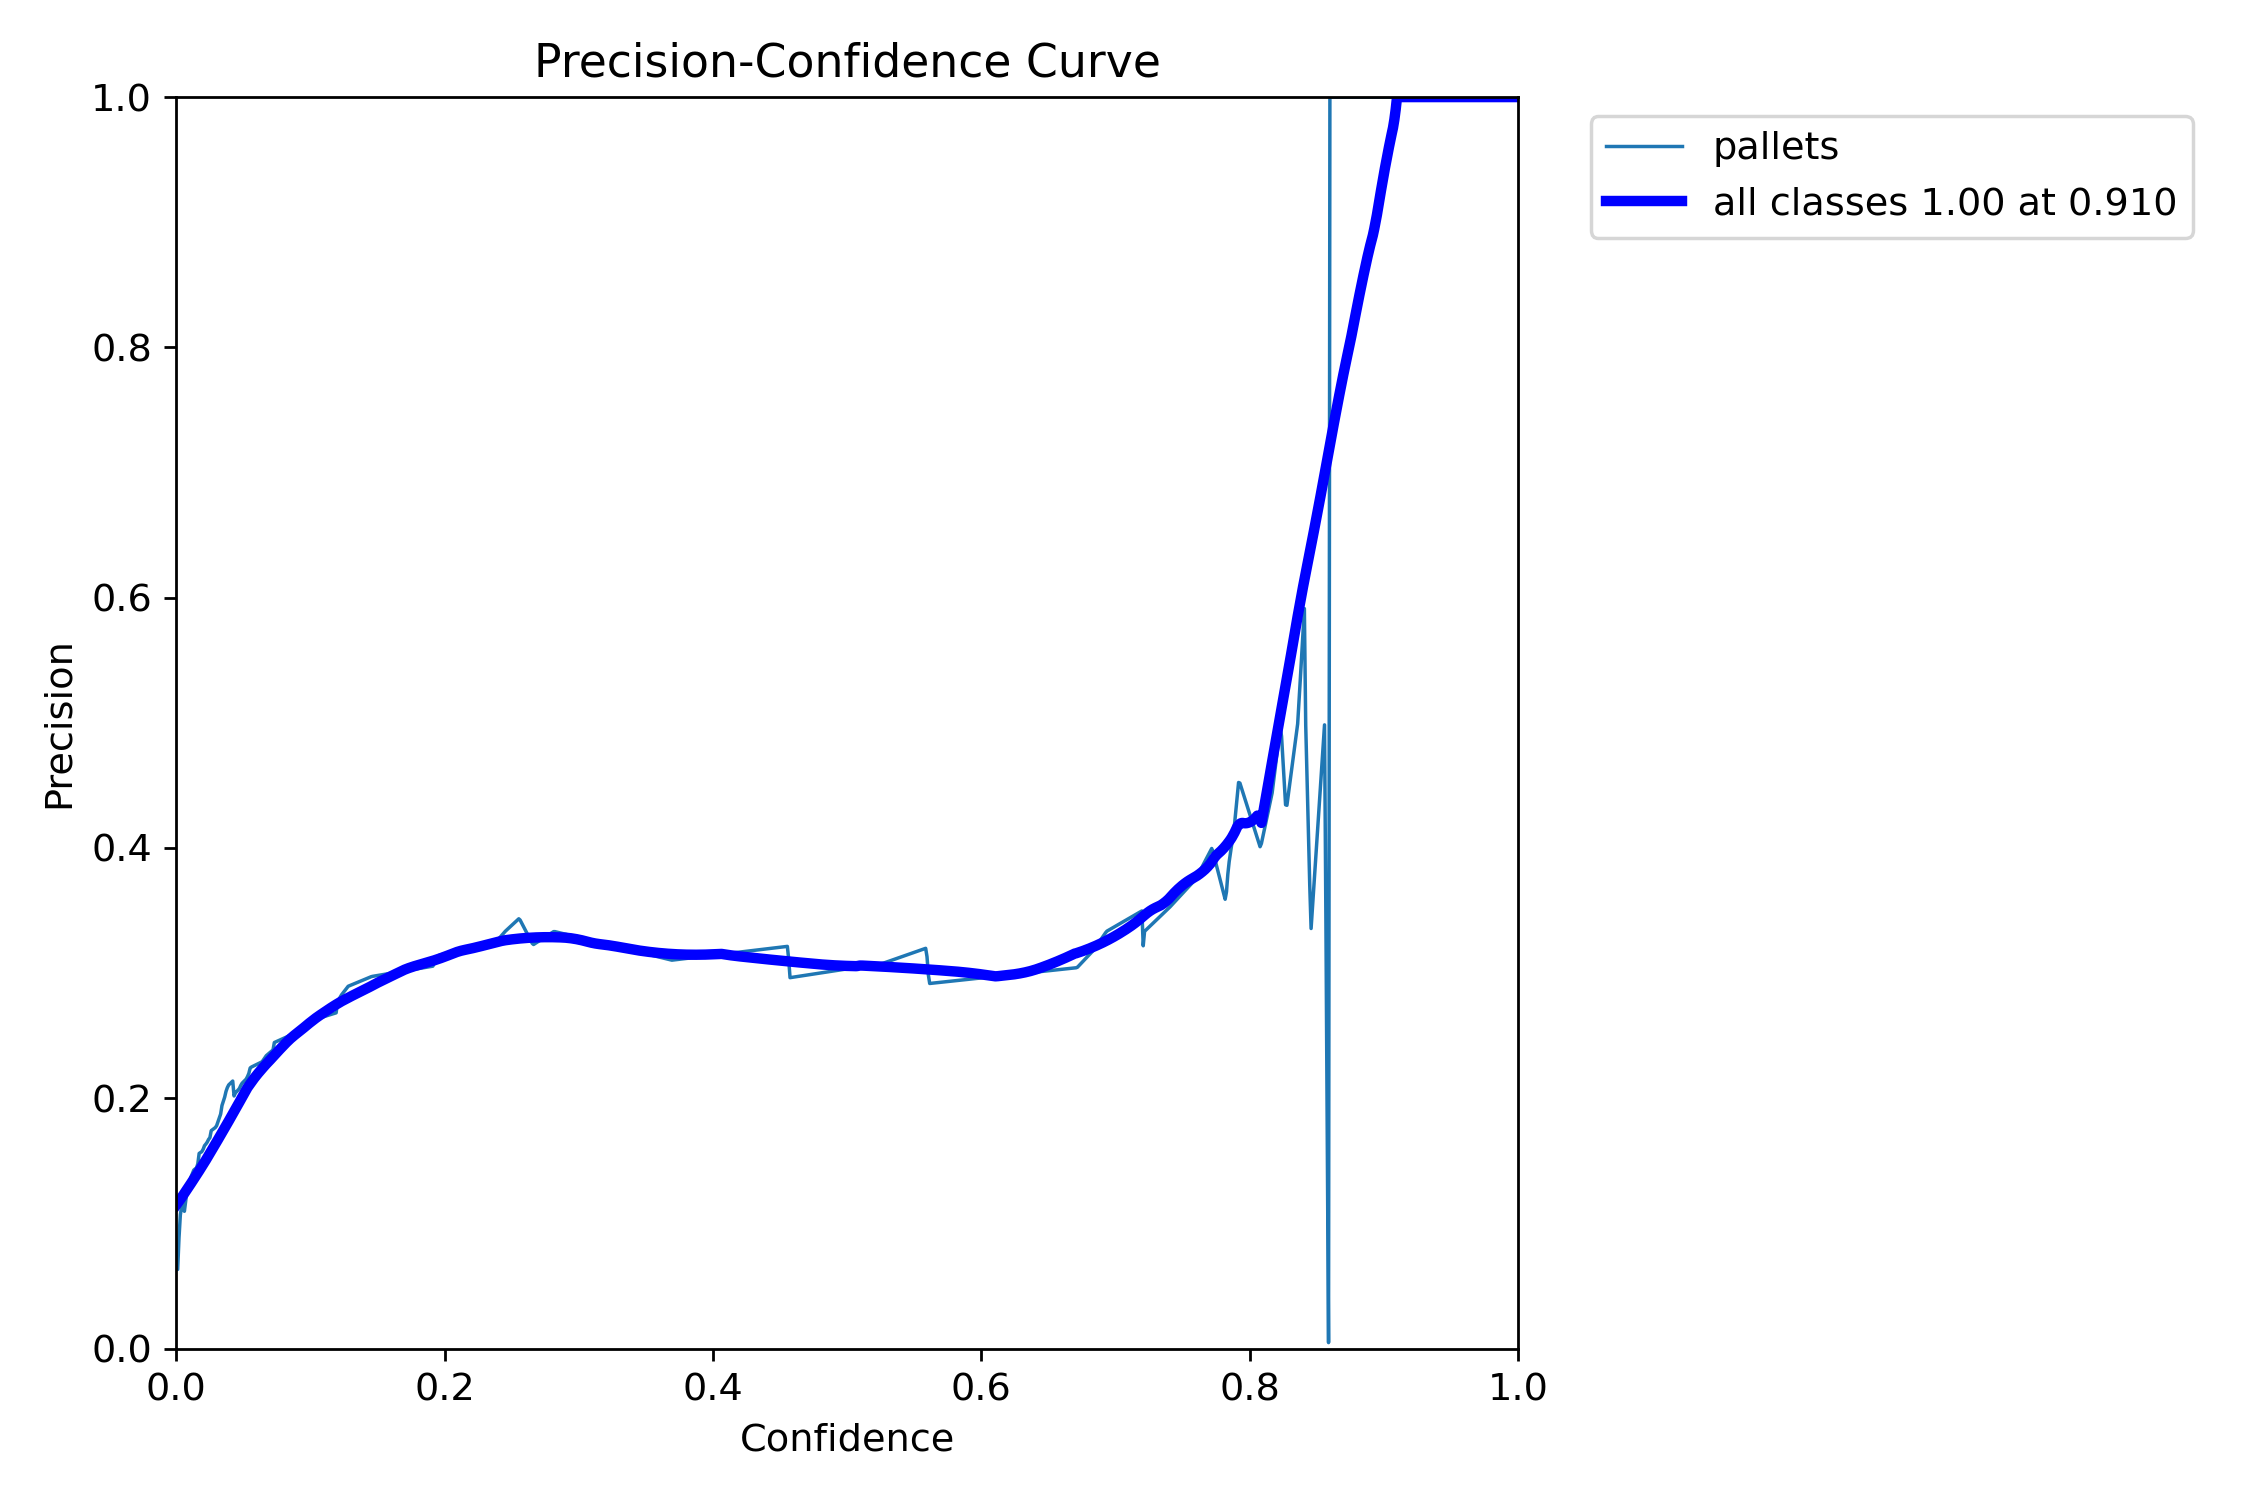 Precision-Confidence Curve
1.0
0.8
0.6
0.4
0.2
0.0
Precision
0.0 0.2 0.4 0.6 0.8 1.0
Confidence
pallets
all classes 1.00 at 0.910